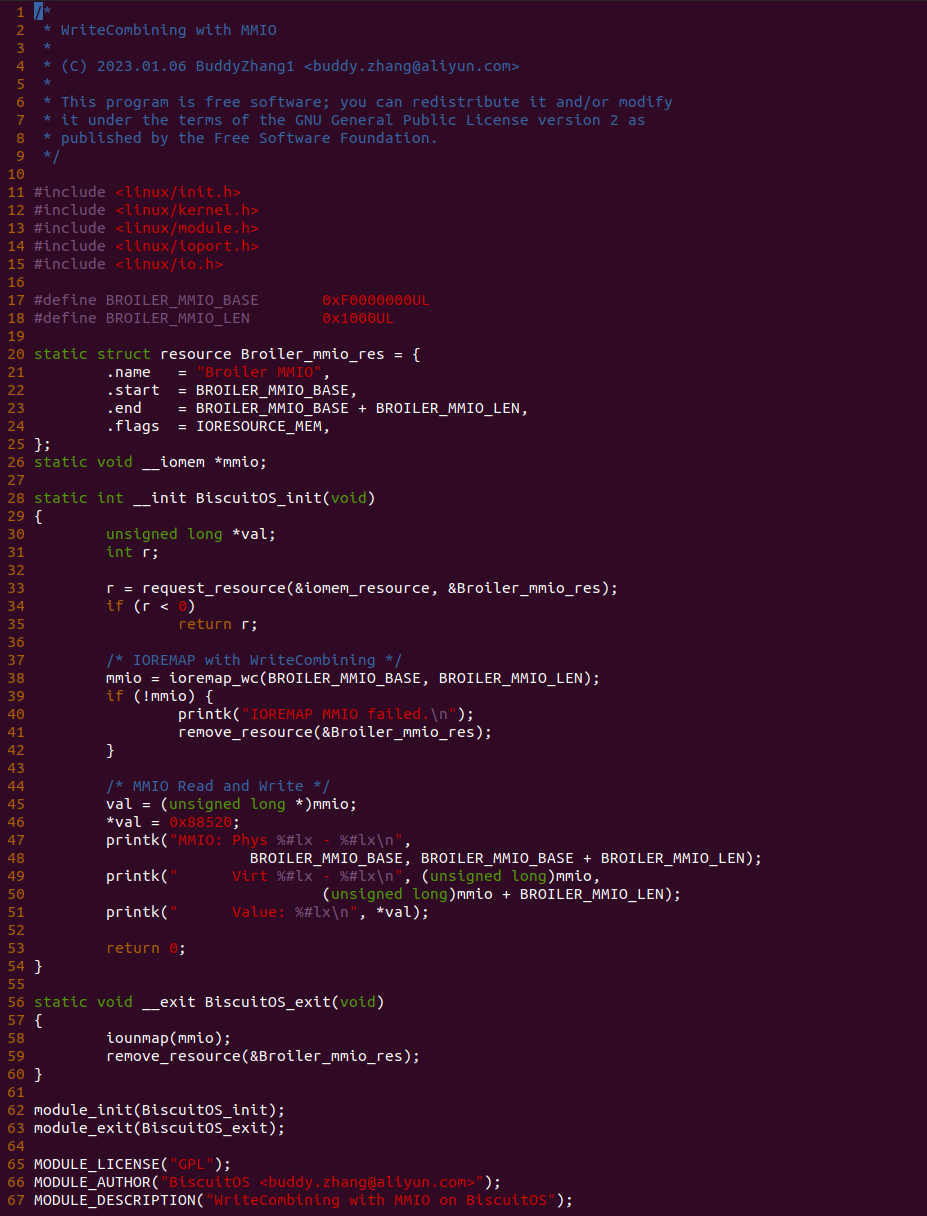 1 /*
2  * WriteCombining with MMIO
3  *
4  * (C) 2023.01.06 BuddyZhang1 <buddy.zhang@aliyun.com>
5  *
6  * This program is free software; you can redistribute it and/or modify
7  * it under the terms of the GNU General Public License version 2 as
8  * published by the Free Software Foundation.
9  */
10
11 #include <linux/init.h>
12 #include <linux/kernel.h>
13 #include <linux/module.h>
14 #include <linux/ioport.h>
15 #include <linux/io.h>
16
17 #define BROILER_MMIO_BASE       0xF0000000UL
18 #define BROILER_MMIO_LEN        0x1000UL
19
20 static struct resource Broiler_mmio_res = {
21         .name   = "Broiler MMIO",
22         .start  = BROILER_MMIO_BASE,
23         .end    = BROILER_MMIO_BASE + BROILER_MMIO_LEN,
24         .flags  = IORESOURCE_MEM,
25 };
26 static void __iomem *mmio;
27
28 static int __init BiscuitOS_init(void)
29 {
30         unsigned long *val;
31         int r;
32
33         r = request_resource(&iomem_resource, &Broiler_mmio_res);
34         if (r < 0)
35                 return r;
36
37         /* IOREMAP with WriteCombining */
38         mmio = ioremap_wc(BROILER_MMIO_BASE, BROILER_MMIO_LEN);
39         if (!mmio) {
40                 printk("IOREMAP MMIO failed.\n");
41                 remove_resource(&Broiler_mmio_res);
42         }
43
44         /* MMIO Read and Write */
45         val = (unsigned long *)mmio;
46         *val = 0x88520;
47         printk("MMIO: Phys %#lx - %#lx\n",
48                         BROILER_MMIO_BASE, BROILER_MMIO_BASE + BROILER_MMIO_LEN);
49         printk("      Virt %#lx - %#lx\n", (unsigned long)mmio,
50                                 (unsigned long)mmio + BROILER_MMIO_LEN);
51         printk("      Value: %#lx\n", *val);
52
53         return 0;
54 }
55
56 static void __exit BiscuitOS_exit(void)
57 {
58         iounmap(mmio);
59         remove_resource(&Broiler_mmio_res);
60 }
61
62 module_init(BiscuitOS_init);
63 module_exit(BiscuitOS_exit);
64
65 MODULE_LICENSE("GPL");
66 MODULE_AUTHOR("BiscuitOS <buddy.zhang@aliyun.com>");
67 MODULE_DESCRIPTION("WriteCombining with MMIO on BiscuitOS");